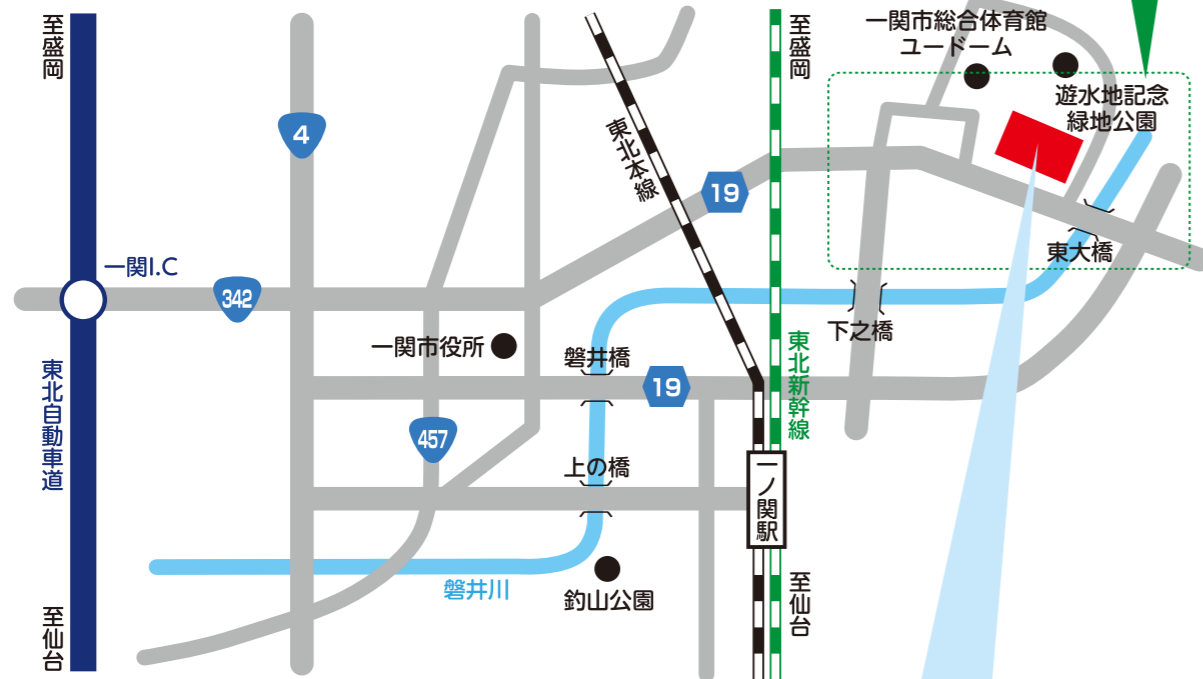 至盛岡
至盛岡
一関市総合体育館
ユードーム
遊水地記念
緑地公園
4
東北本線
19
東大橋
一関I.C
342
下之橋
一関市役所
磐井橋
19
東北新幹線
東北自動車道
457
上の橋
一ノ関駅
磐井川
釣山公園
至仙台
至仙台